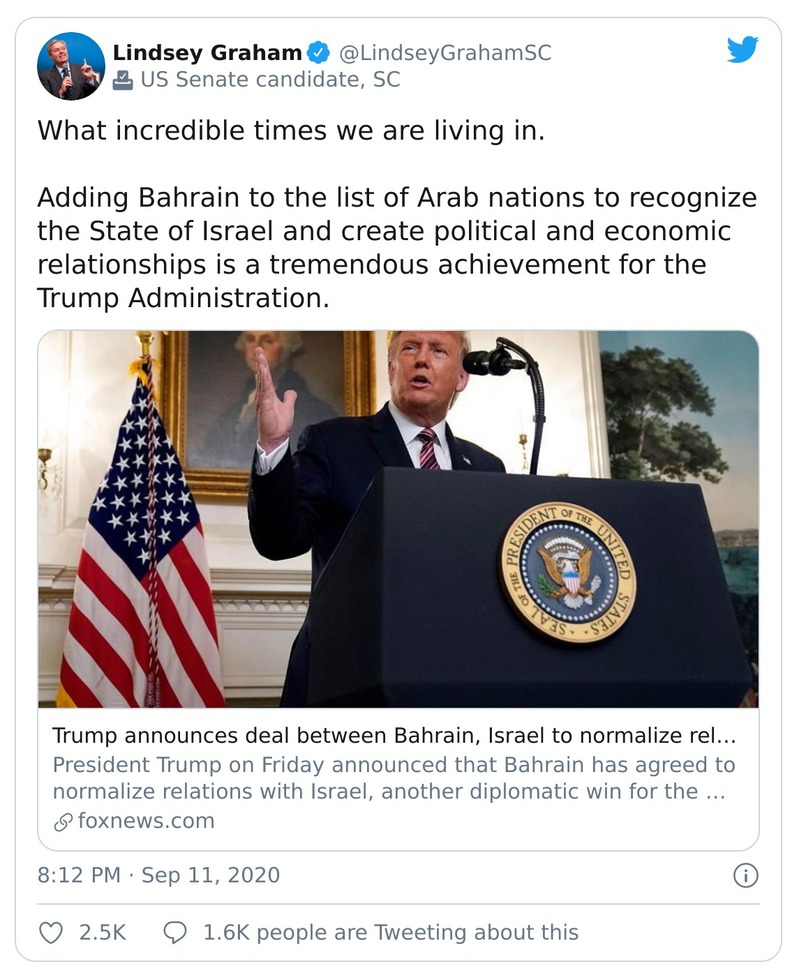 Lindsey Graham @LindseyGrahamSC
US Senate candidate, SC
What incredible times we are living in.
Adding Bahrain to the list of Arab nations to recognize
the State of Israel and create political and economic
relationships is a tremendous achievement for the
Trump Administration.
SEAL OF THE PRESIDENT OF THE UNITED STATES
Trump announces deal between Bahrain, Israel to normalize rel...
President Trump on Friday announced that Bahrain has agreed to
normalize relations with Israel, another diplomatic win for the ...
foxnews.com
8:12 PM · Sep 11, 2020
2.5K 1.6K people are Tweeting about this